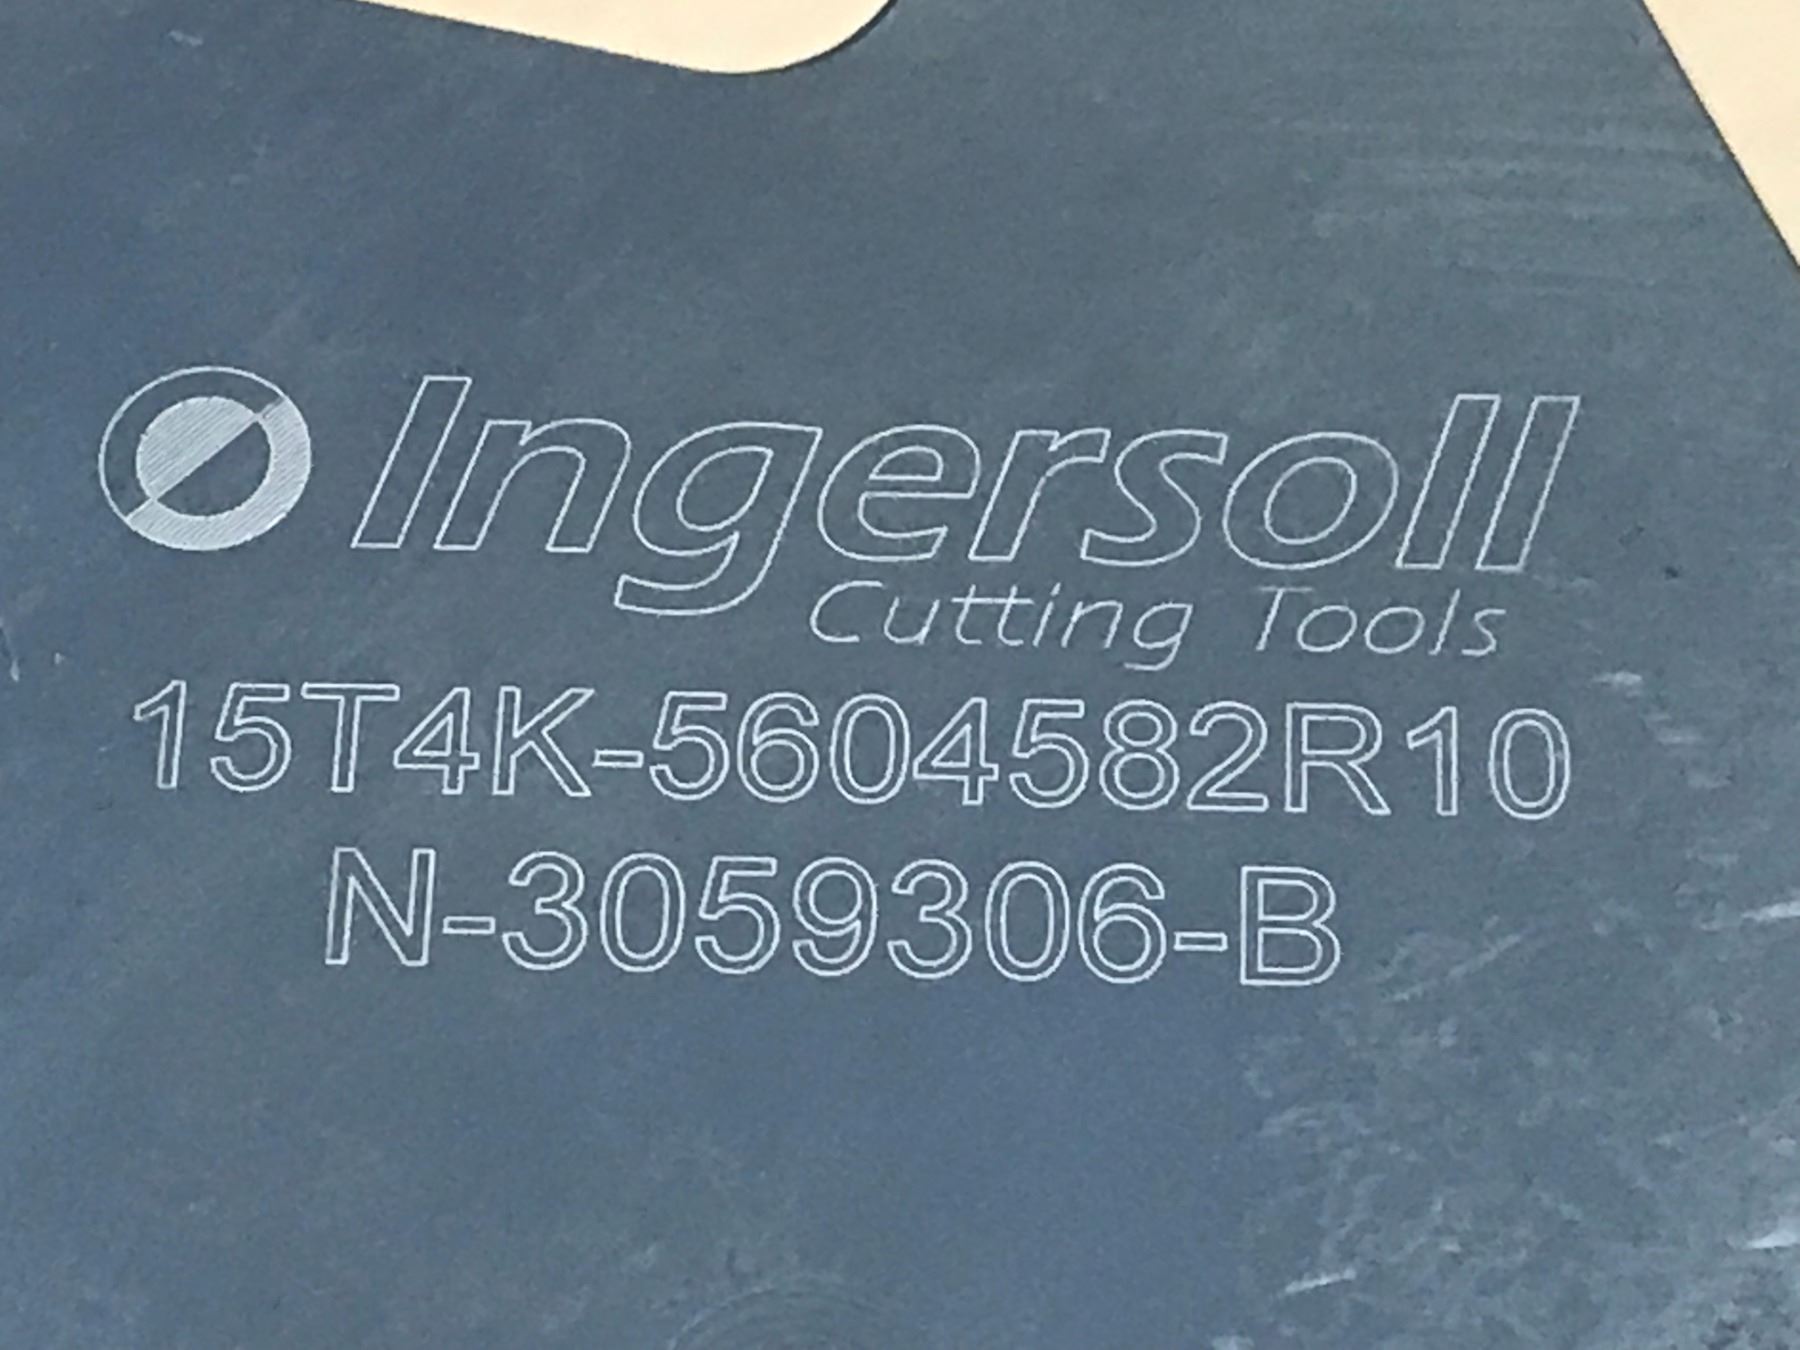 Ingersoll
Cutting Tools
15T4K-5604582R10
N-3059306-B